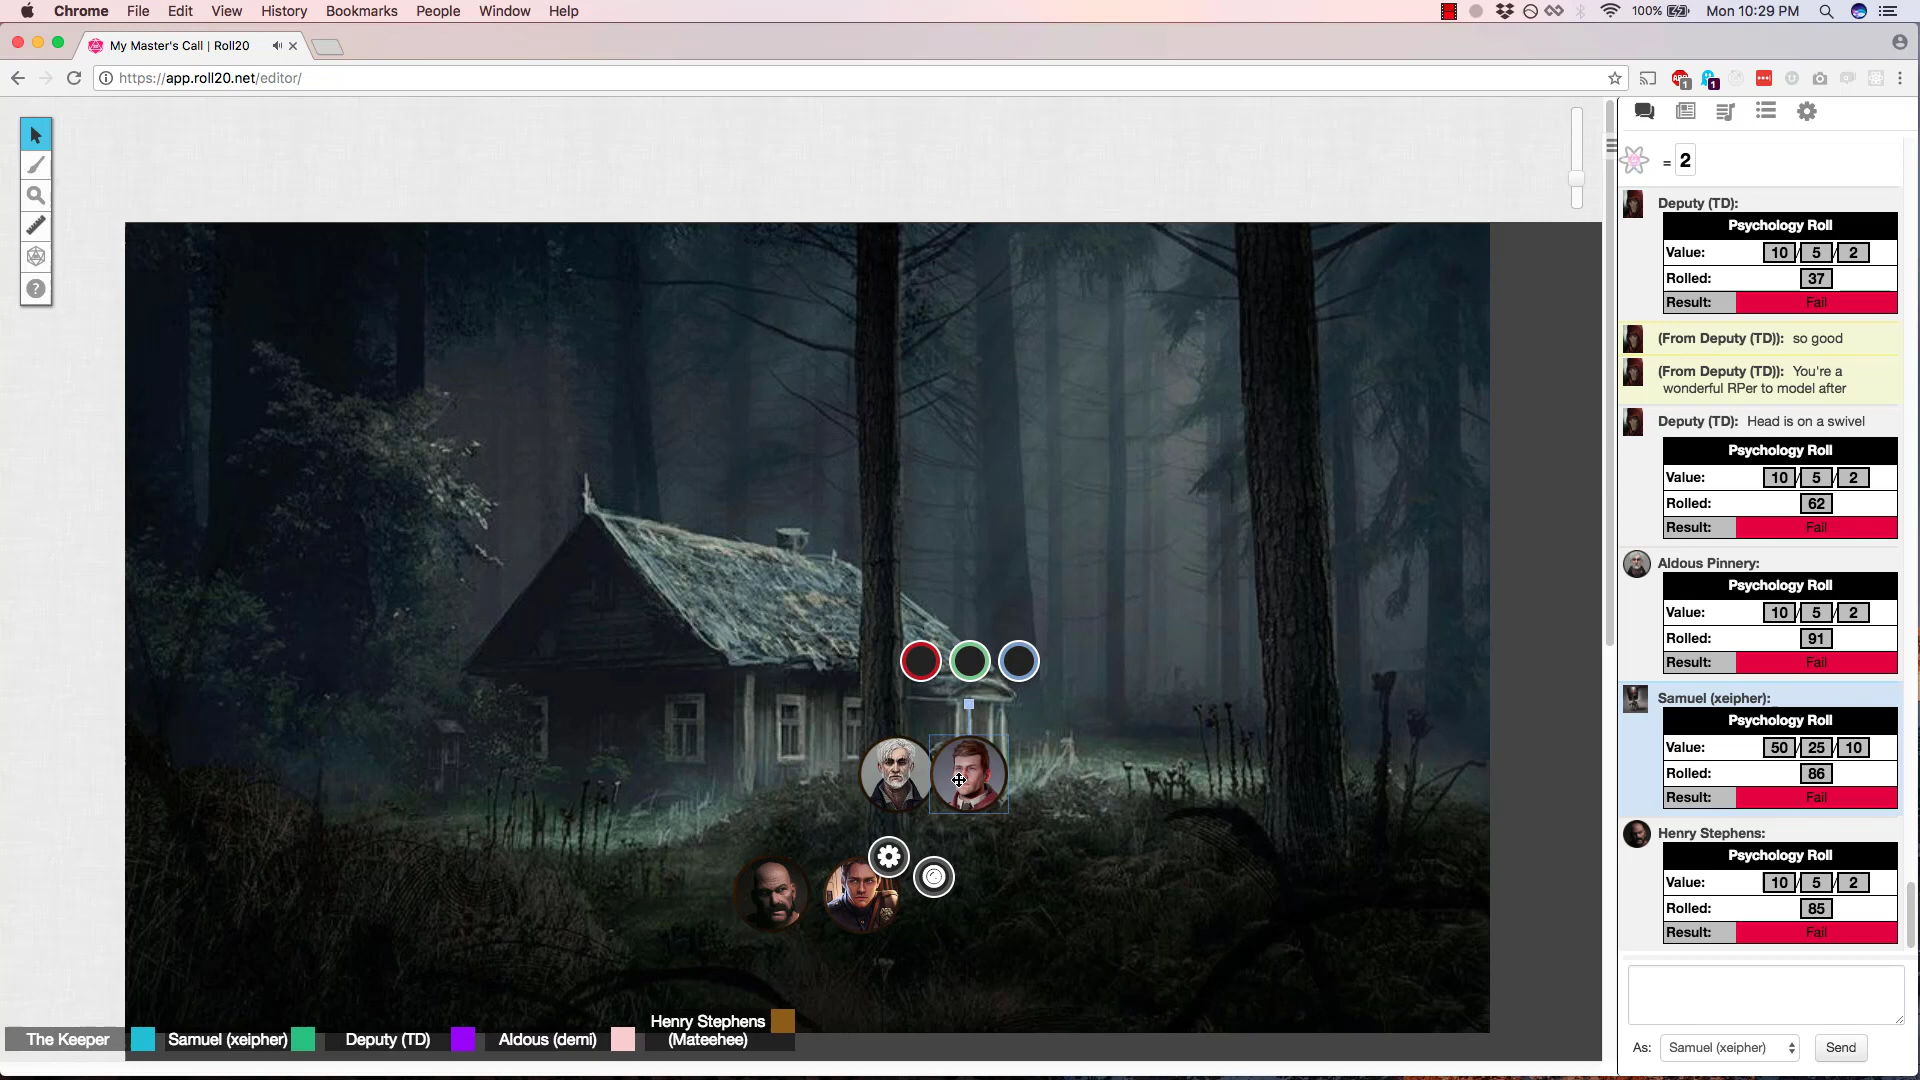 Chrome File Edit View History Bookmarks People Window Help
100% Mon 10:29 PM
My Master's Call | Roll20
https://app.roll20.net/editor/
1 1
= 2
Deputy (TD):
Psychology Roll
Value: 10 / 5 / 2
Rolled: 37
Result: Fail
(From Deputy (TD)): so good
(From Deputy (TD)): You're a
wonderful RPer to model after
Deputy (TD): Head is on a swivel
Psychology Roll
Value: 10 / 5 / 2
Rolled: 62
Result: Fail
Aldous Pinnery:
Psychology Roll
Value: 10 / 5 / 2
Rolled: 91
Result: Fail
Samuel (xeipher):
Psychology Roll
Value: 50 / 25 / 10
Rolled: 86
Result: Fail
Henry Stephens:
Psychology Roll
Value: 10 / 5 / 2
Rolled: 85
Result: Fail
The Keeper
Samuel (xeipher)
Deputy (TD)
Aldous (demi)
Henry Stephens
(Mateehee)
As: Samuel (xeipher) Send